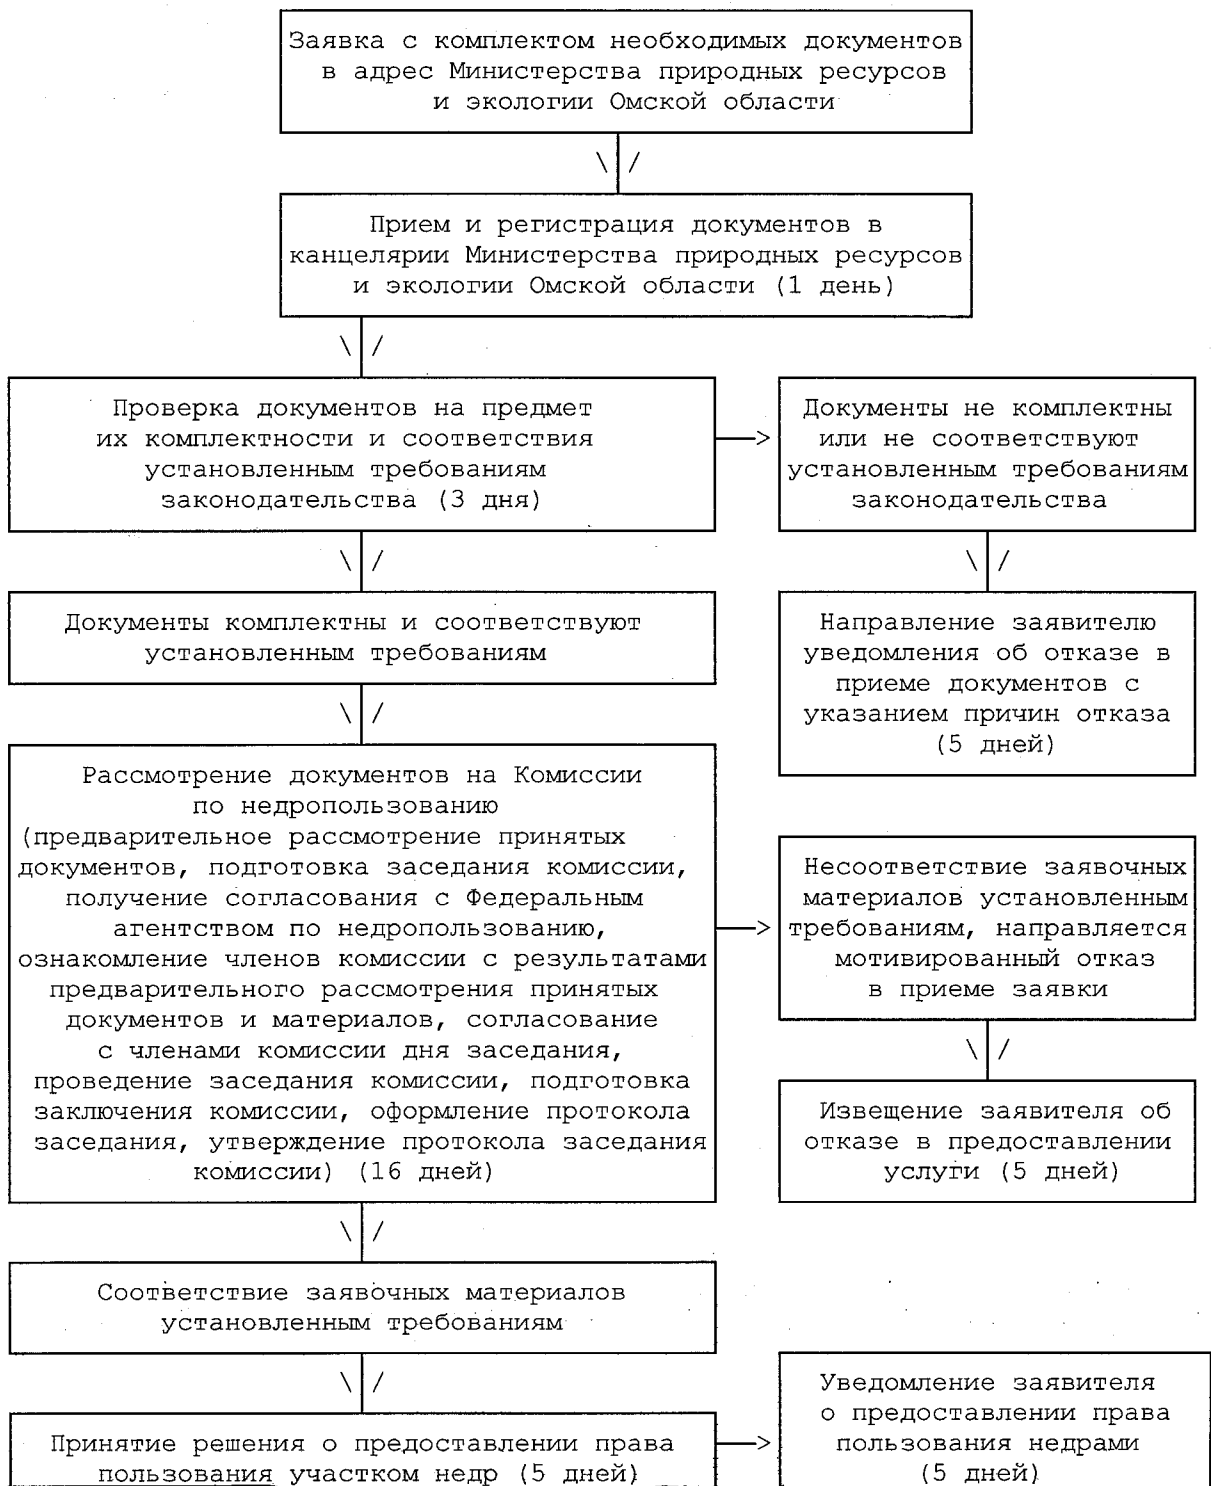 Заявка с комплектом необходимых документов
в адрес Министерства природных ресурсов
и экологии Омской области
Прием и регистрация документов в
канцелярии Министерства природных ресурсов
и экологии Омской области (1 день)
Проверка документов на предмет
их комплектности и соответствия
установленным требованиям
законодательства (3 дня)
Документы не комплектны
или не соответствуют
установленным требованиям
законодательства
Документы комплектны и соответствуют
установленным требованиям
Направление заявителю
уведомления об отказе в
приеме документов с
указанием причин отказа
(5 дней)
Рассмотрение документов на Комиссии
по недропользованию
(предварительное рассмотрение принятых
документов, подготовка заседания комиссии,
получение согласования с Федеральным
агентством по недропользованию,
ознакомление членов комиссии с результатами
предварительного рассмотрения принятых
документов и материалов, согласование
с членами комиссии дня заседания,
проведение заседания комиссии, подготовка
заключения комиссии, оформление протокола
заседания, утверждение протокола заседания
комиссии) (16 дней)
Несоответствие заявочных
материалов установленным
требованиям, направляется
мотивированный отказ
в приеме заявки
Извещение заявителя об
отказе в предоставлении
услуги (5 дней)
Соответствие заявочных материалов
установленным требованиям
Принятие решения о предоставлении права
пользования участком недр (5 дней)
Уведомление заявителя
о предоставлении права
пользования недрами
(5 дней)